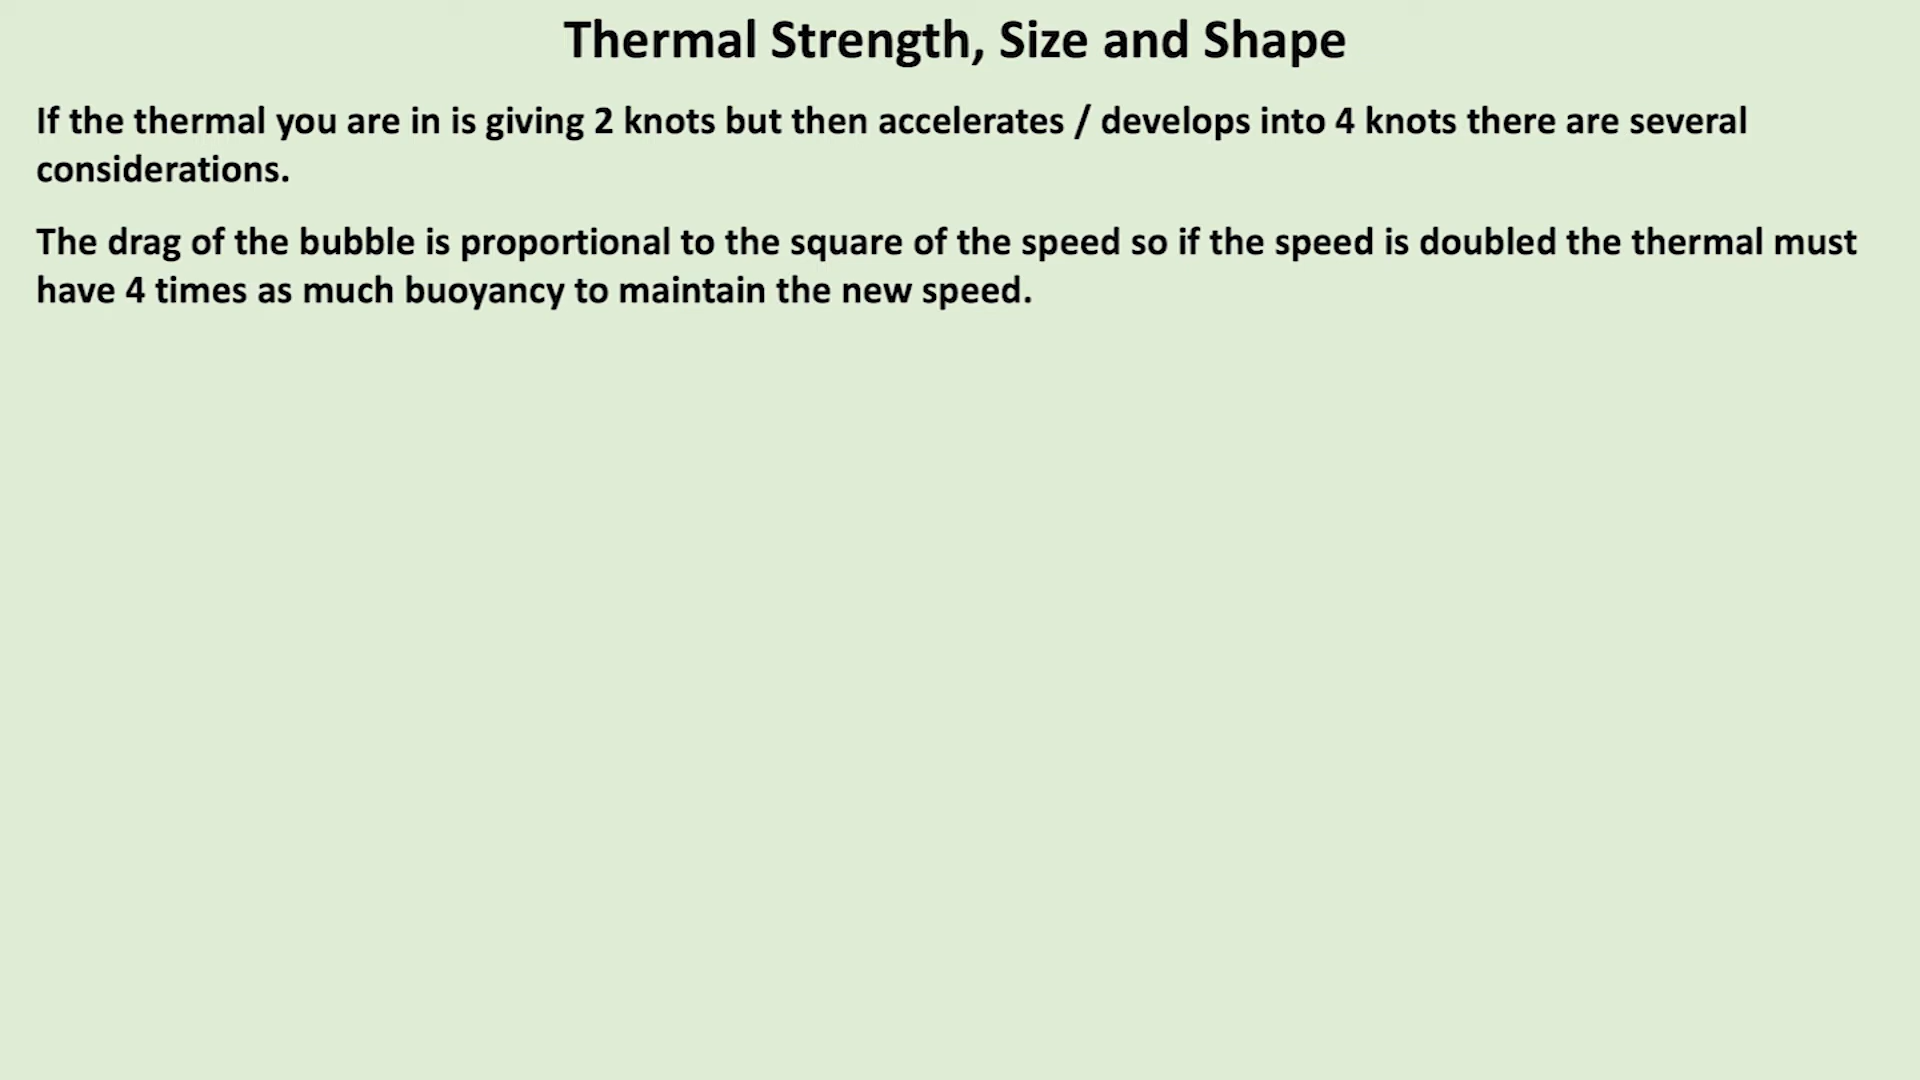 Thermal Strength, Size and Shape
If the thermal you are in is giving 2 knots but then accelerates / develops into 4 knots there are several
considerations.
The drag of the bubble is proportional to the square of the speed so if the speed is doubled the thermal must
have 4 times as much buoyancy to maintain the new speed.